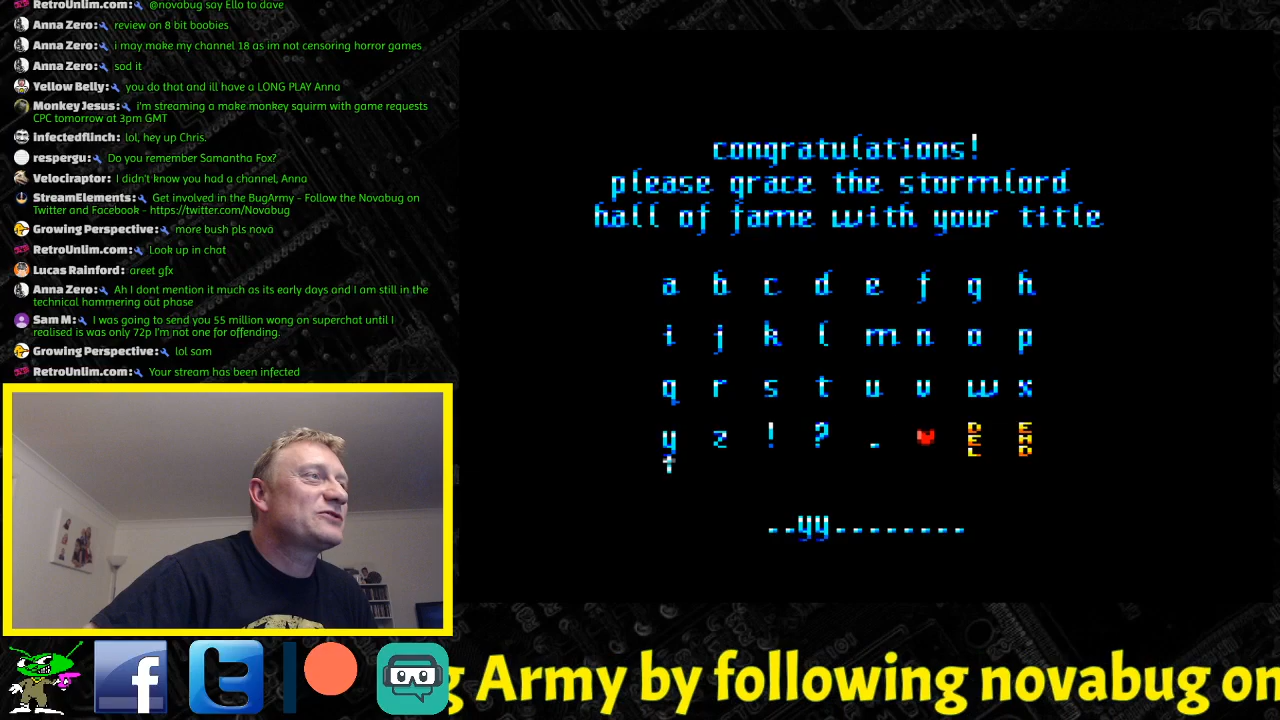 RetroUnlim.com: @novabug say Ello to dave
Anna Zero: review on 8 bit boobies
Anna Zero: i may make my channel 18 as im not censoring horror games
Anna Zero: sod it
Yellow Belly: you do that and ill have a LONG PLAY Anna
Monkey Jesus: i'm streaming a make monkey squirm with game requests
CPC tomorrow at 3pm GMT
infectedflinch: lol, hey up Chris.
respergu: Do you remember Samantha Fox?
Velociraptor: I didn't know you had a channel, Anna
StreamElements: Get involved in the BugArmy - Follow the Novabug on
Twitter and Facebook - https://twitter.com/Novabug
Growing Perspective: more bush pls nova
RetroUnlim.com: Look up in chat
Lucas Rainford: areet gfx
Anna Zero: Ah I dont mention it much as its early days and I am still in the
technical hammering out phase
Sam M: I was going to send you 55 million wong on superchat until I
realised is was only 72p I'm not one for offending.
Growing Perspective: lol sam
RetroUnlim.com: Your stream has been infected
congratulations!
please grace the stormlord
hall of fame with your title
a b c d e f g h
i j k l m n o p
q r s t u v w x
y z ! ? . DEL END
--yy--------
g Army by following novabug on